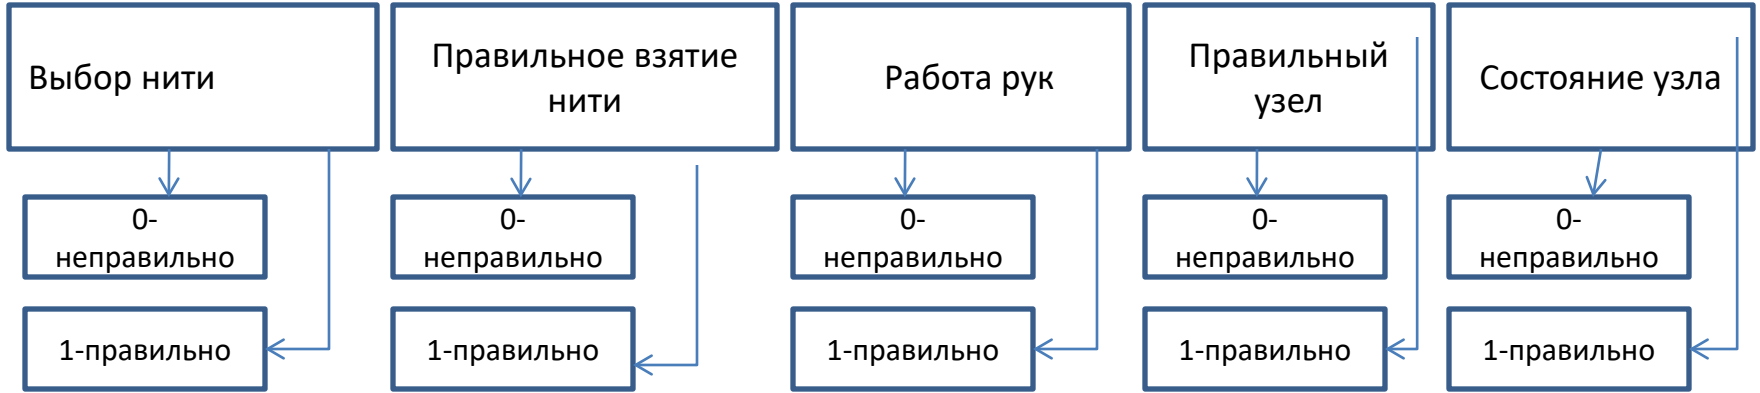 Выбор нити
Правильное взятие
нити
Работа рук
Правильный
узел
Состояние узла
0-
неправильно
0-
неправильно
0-
неправильно
0-
неправильно
0-
неправильно
1-правильно
1-правильно
1-правильно
1-правильно
1-правильно